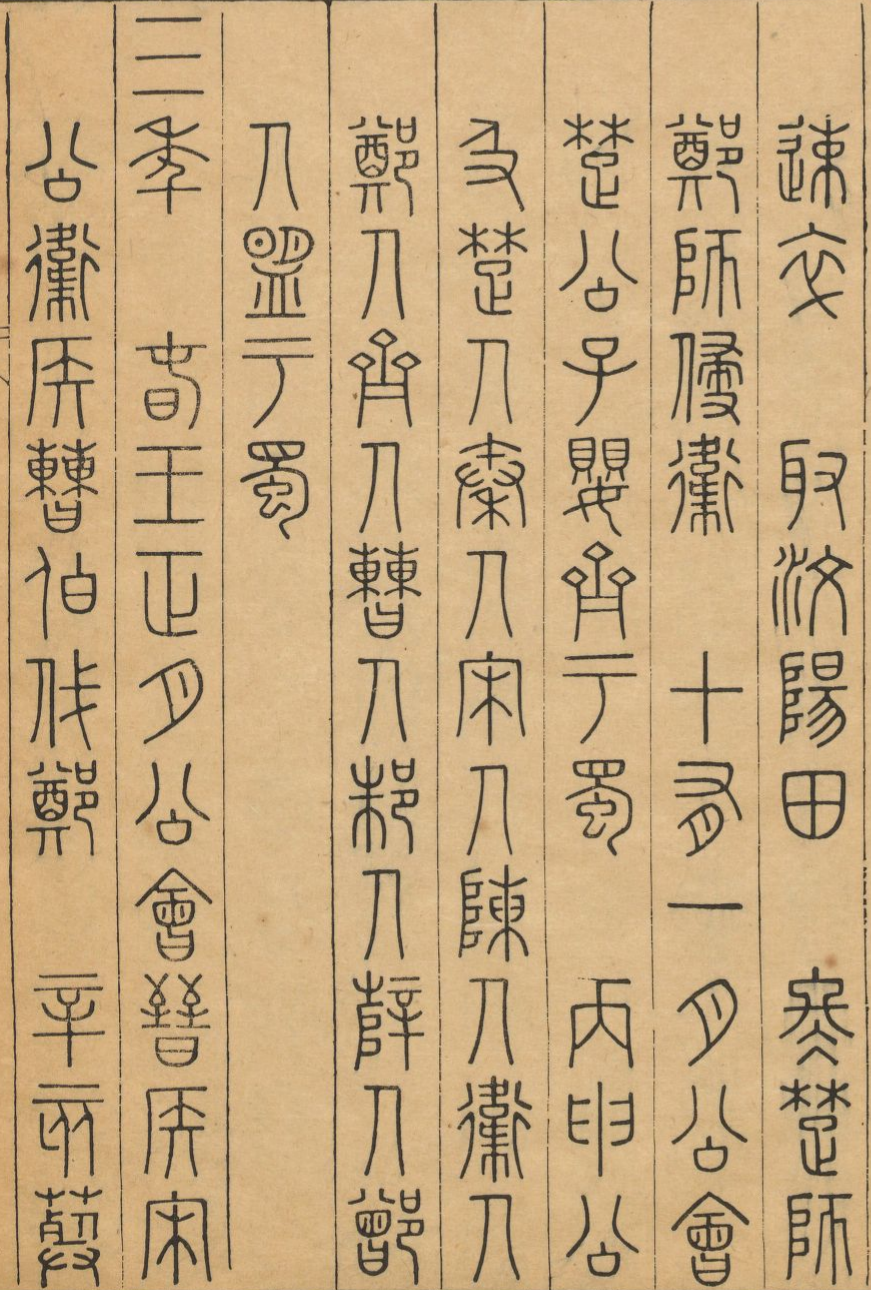 速卒　取汶陽田　冬楚師
鄭師侵衛　十有一月公會
楚公子嬰齊于蜀　丙申公
及楚人秦人宋人陳人衛人
鄭人齊人曹人邾人薛人鄫
人盟于蜀
三年　春王正月公會晉侯宋
公衛侯曹伯伐鄭　辛亥葬